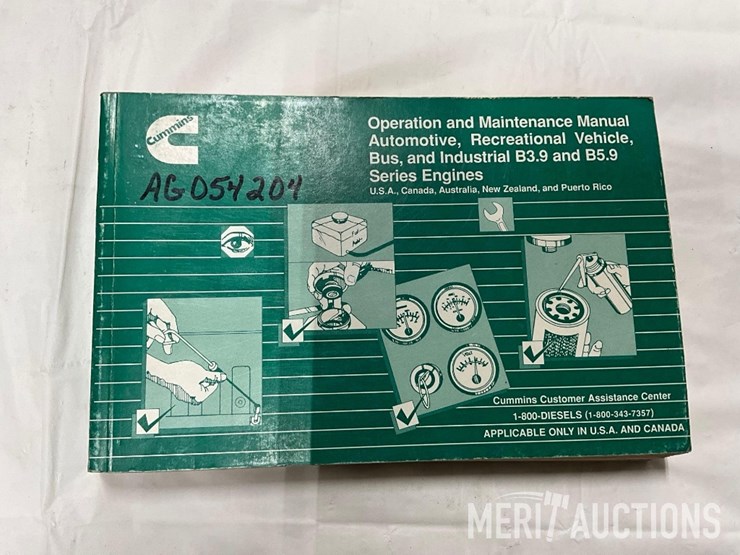 Cummins
Operation and Maintenance Manual
Automotive, Recreational Vehicle,
Bus, and Industrial B3.9 and B5.9
Series Engines
U.S.A., Canada, Australia, New Zealand, and Puerto Rico
AG054204
Cummins Customer Assistance Center
1-800-DIESELS (1-800-343-7357)
APPLICABLE ONLY IN U.S.A. AND CANADA
MERIT AUCTIONS